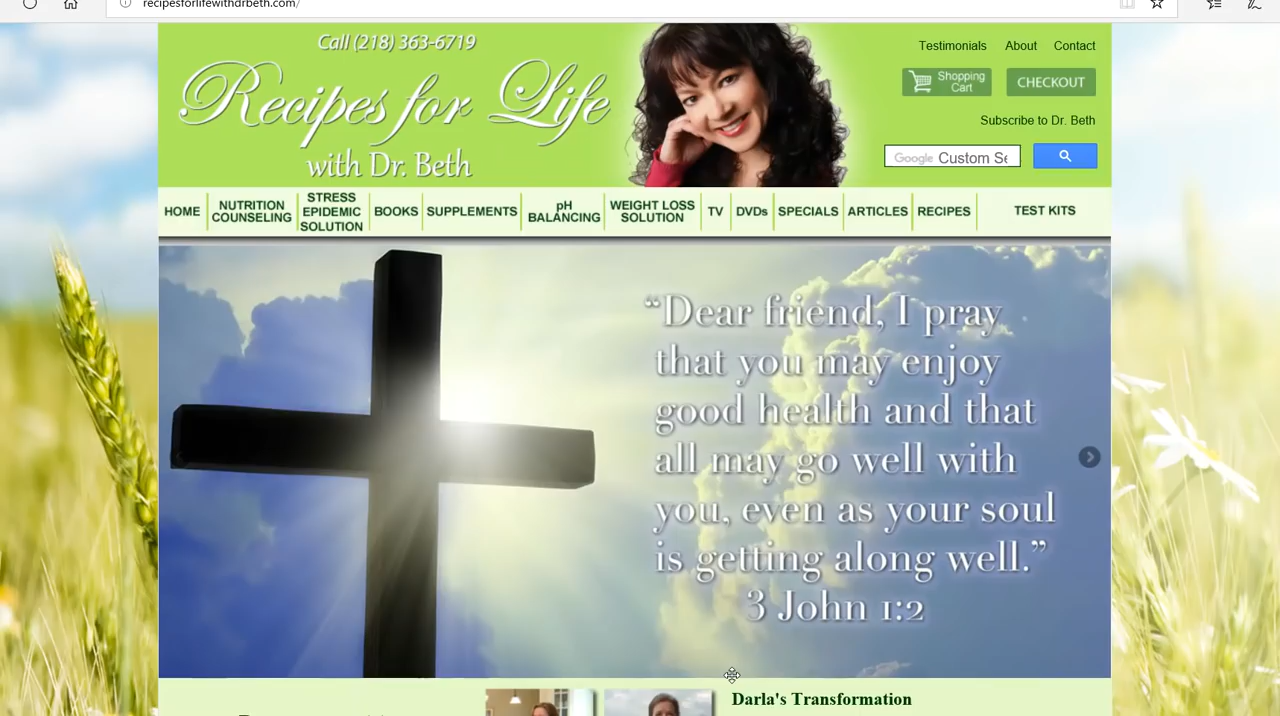 recipesforlifewithdrbeth.com/
Call (218) 363-6719
Recipes for Life
with Dr. Beth
Testimonials About Contact
Shopping
Cart
CHECKOUT
Subscribe to Dr. Beth
Google Custom Se
HOME
NUTRITION
COUNSELING
STRESS
EPIDEMIC
SOLUTION
BOOKS
SUPPLEMENTS
pH
BALANCING
WEIGHT LOSS
SOLUTION
TV
DVDs
SPECIALS
ARTICLES
RECIPES
TEST KITS
“Dear friend, I pray
that you may enjoy
good health and that
all may go well with
you, even as your soul
is getting along well.”
3 John 1:2
Darla's Transformation